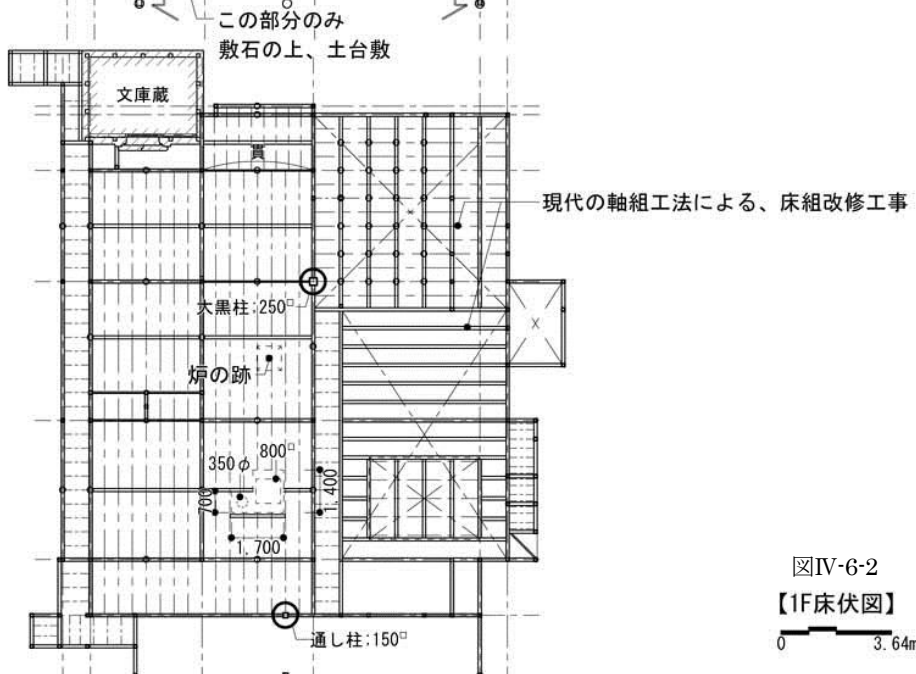 この部分のみ
敷石の上、土台敷
文庫蔵
貫
現代の軸組工法による、床組改修工事
大黒柱;250□
炉の跡
800□
350φ
700
1.400
1.700
図Ⅳ-6-2
【1F床伏図】
0 3.64m
通し柱;150□